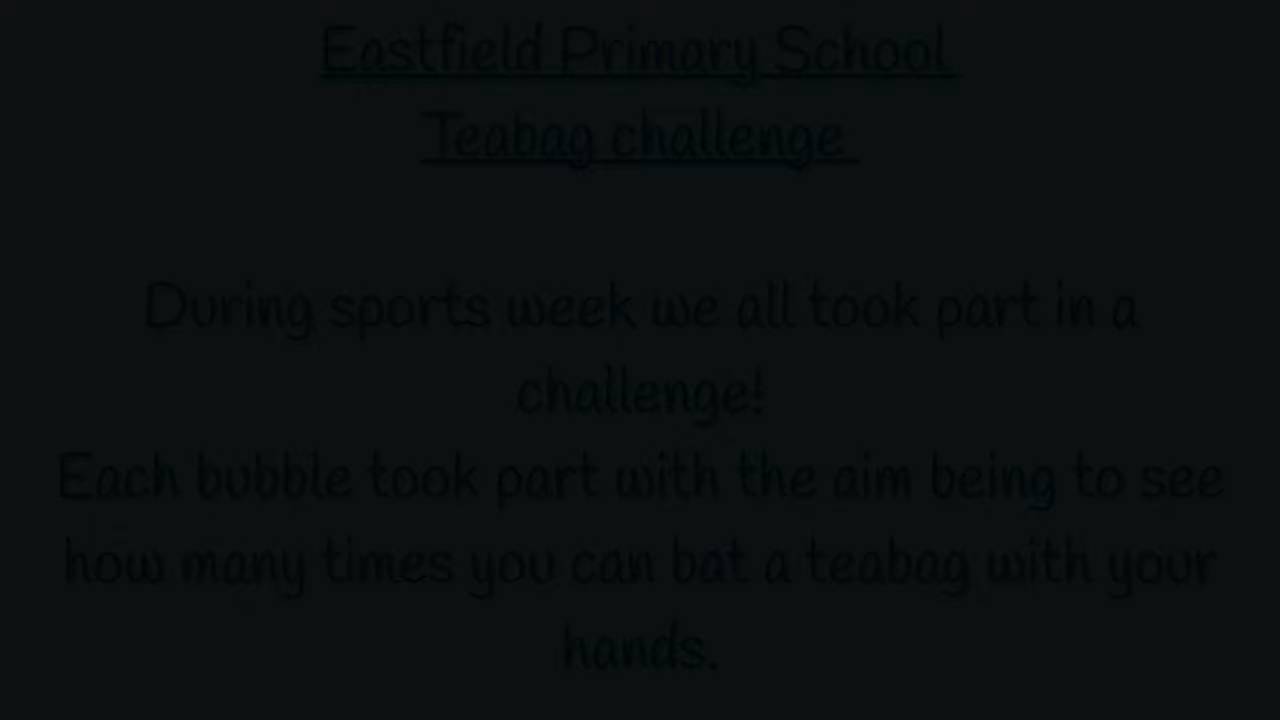 Eastfield Primary School
Teabag challenge
During sports week we all took part in a
challenge!
Each bubble took part with the aim being to see
how many times you can bat a teabag with your
hands.